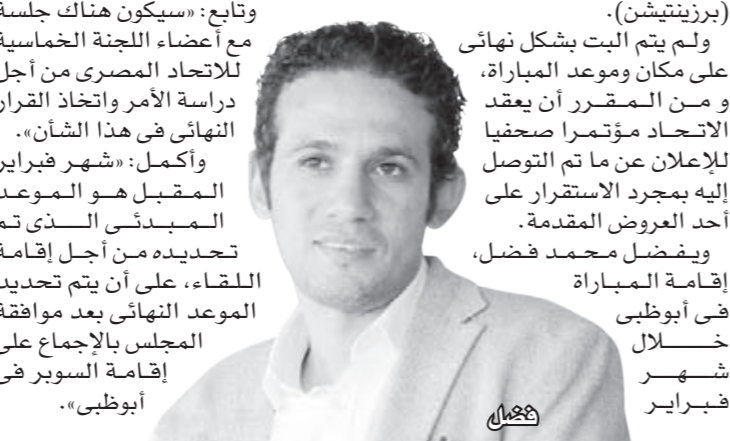 (برزينتيشن).
ولم يتم البت بشكل نهائى
على مكان وموعد المباراة،
و من المقرر أن يعقد
الاتحاد مؤتمرا صحفيا
للإعلان عن ما تم التوصل
إليه بمجرد الاستقرار على
أحد العروض المقدمة.
ويفضل محمد فضل،
إقامة المباراة
فى أبوظبى
خلال
شهر
فبراير
وتابع: «سيكون هناك جلسة
مع أعضاء اللجنة الخماسية
للاتحاد المصرى من أجل
دراسة الأمر واتخاذ القرار
النهائى فى هذا الشأن».
وأكمل: «شهر فبراير
المقبل هو الموعد
المبدئى الذى تم
تحديده من أجل إقامة
اللقاء، على أن يتم تحديد
الموعد النهائى بعد موافقة
المجلس بالإجماع على
إقامة السوبر فى
أبوظبى».
فضل